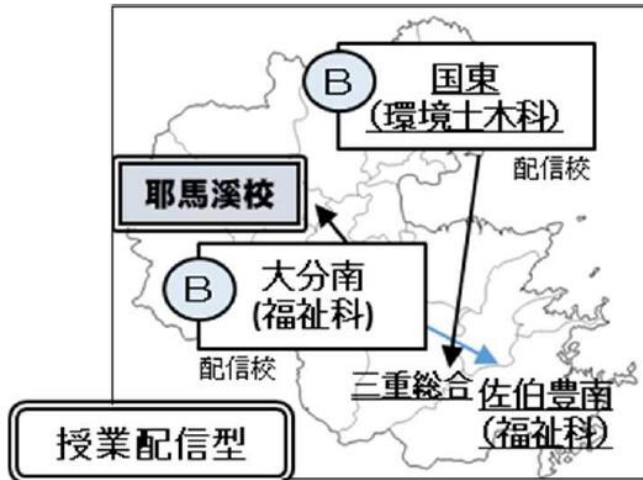 B
国東
(環境土木科)
配信校
耶馬溪校
B
大分南
(福祉科)
配信校
三重総合
佐伯豊南
(福祉科)
授業配信型